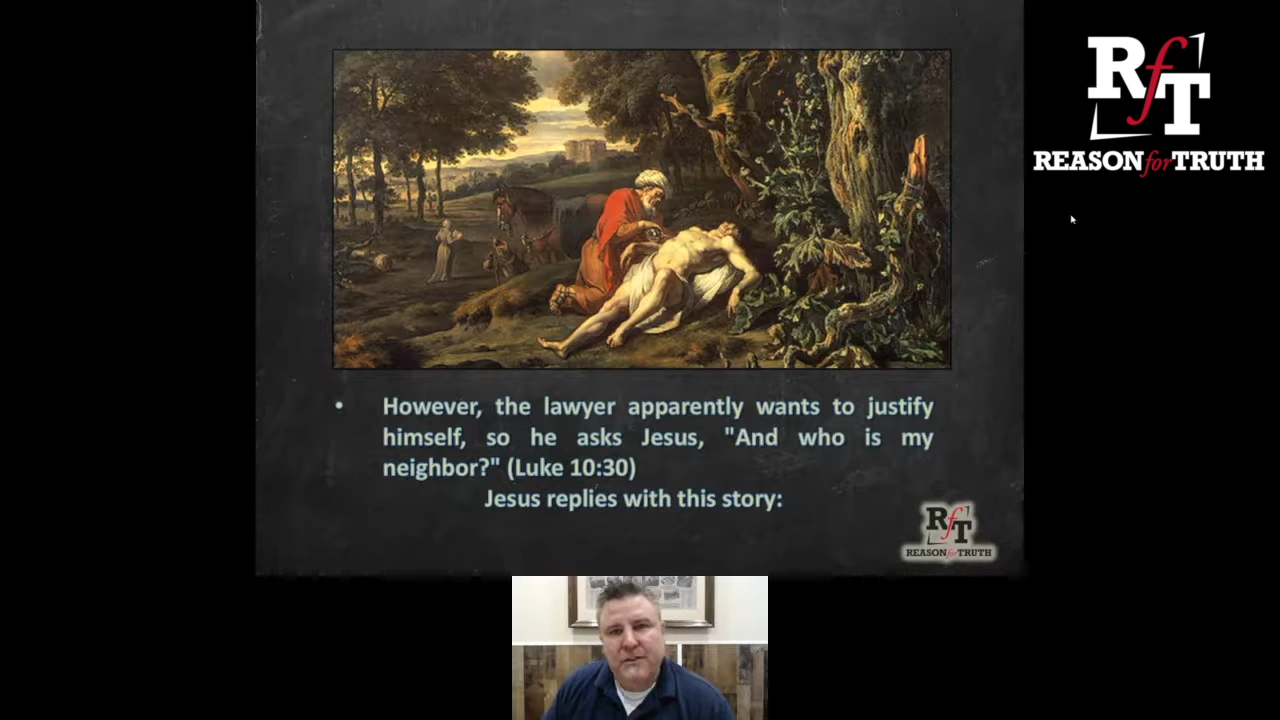 RfT
REASON for TRUTH
• However, the lawyer apparently wants to justify
himself, so he asks Jesus, "And who is my
neighbor?" (Luke 10:30)
Jesus replies with this story:
RfT
REASON for TRUTH